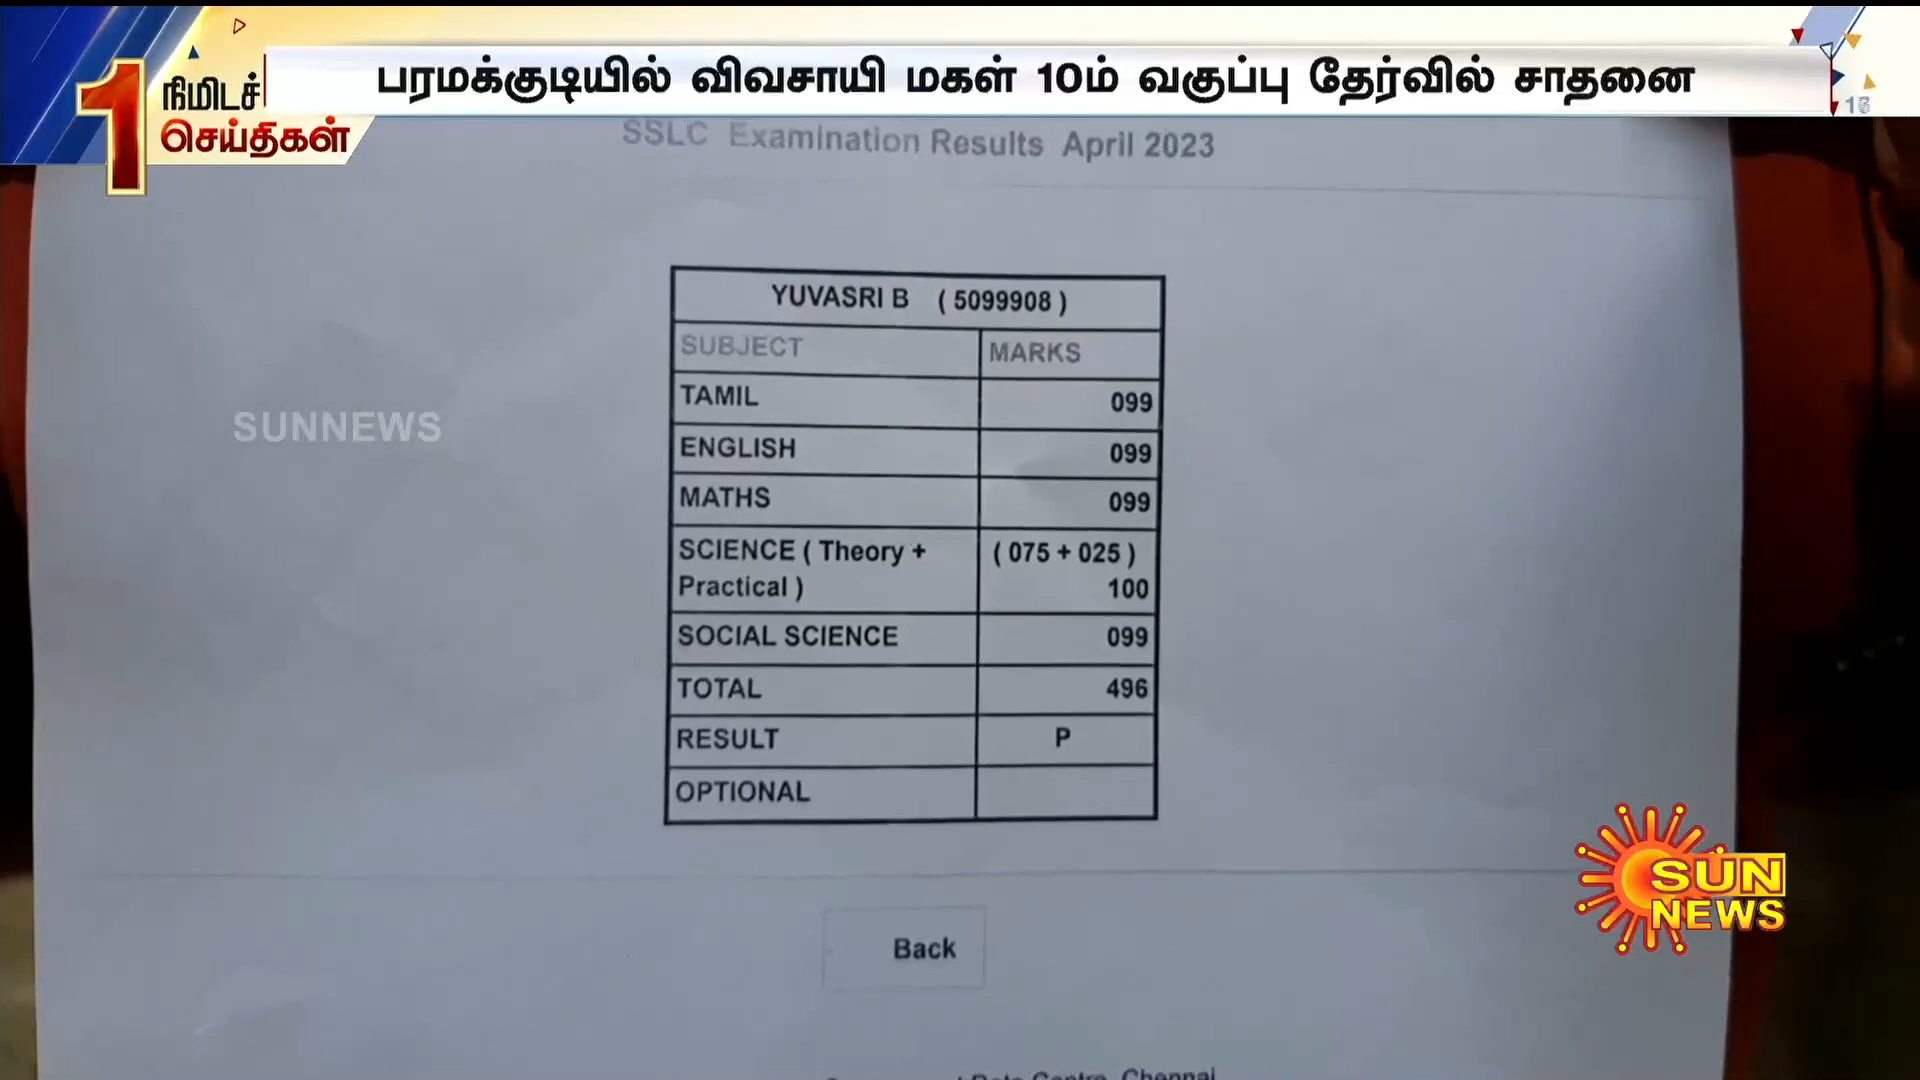 பரமக்குடியில் விவசாயி மகள் 10ம் வகுப்பு தேர்வில் சாதனை
1 நிமிடச்
செய்திகள்
SSLC Examination Results April 2023
YUVASRI B ( 5099908 )
SUBJECT MARKS
TAMIL 099
SUNNEWS
ENGLISH 099
MATHS 099
SCIENCE ( Theory + ( 075 + 025 )
Practical ) 100
SOCIAL SCIENCE 099
TOTAL 496
RESULT P
OPTIONAL
SUN
NEWS
Back
Centre, Chennai